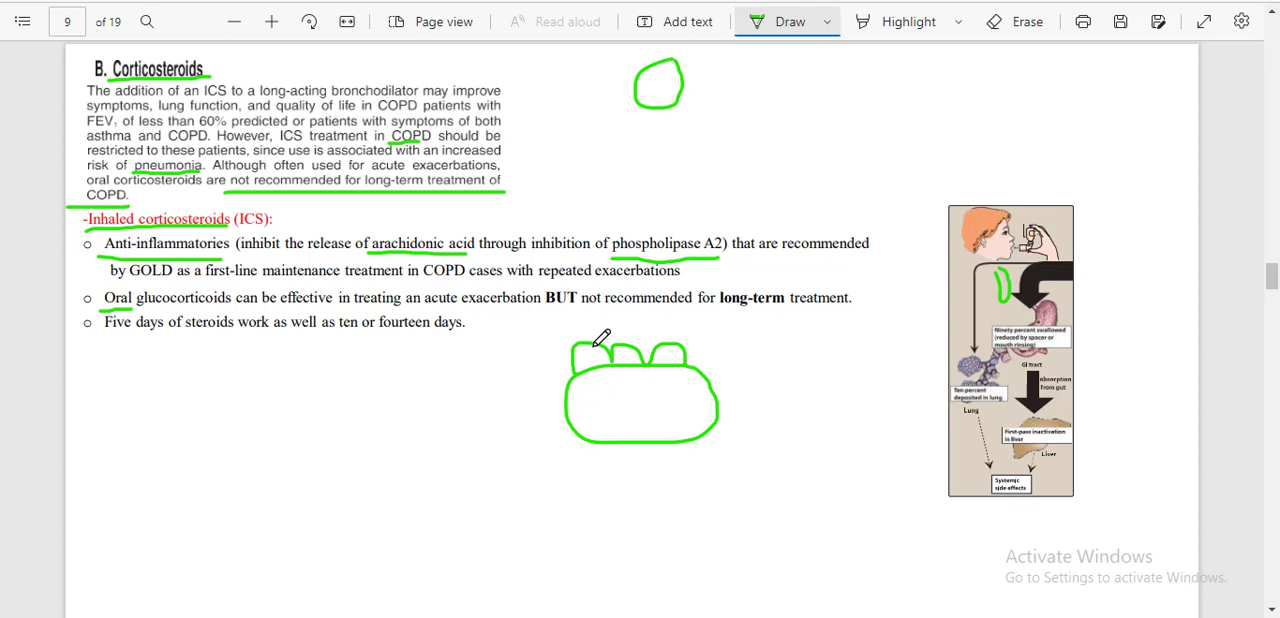 9 of 19 Page view Read aloud Add text Draw Highlight Erase
B. Corticosteroids
The addition of an ICS to a long-acting bronchodilator may improve
symptoms, lung function, and quality of life in COPD patients with
FEV₁ of less than 60% predicted or patients with symptoms of both
asthma and COPD. However, ICS treatment in COPD should be
restricted to these patients, since use is associated with an increased
risk of pneumonia. Although often used for acute exacerbations,
oral corticosteroids are not recommended for long-term treatment of
COPD.
-Inhaled corticosteroids (ICS):
o Anti-inflammatories (inhibit the release of arachidonic acid through inhibition of phospholipase A2) that are recommended
by GOLD as a first-line maintenance treatment in COPD cases with repeated exacerbations
o Oral glucocorticoids can be effective in treating an acute exacerbation BUT not recommended for long-term treatment.
o Five days of steroids work as well as ten or fourteen days.
Ninety percent swallowed
(reduced by spacer or
mouth rinsing)
GI tract
Absorption
from gut
Ten percent
deposited in lung
Lung
First-pass inactivation
in liver
Liver
Systemic
side effects
Activate Windows
Go to Settings to activate Windows.